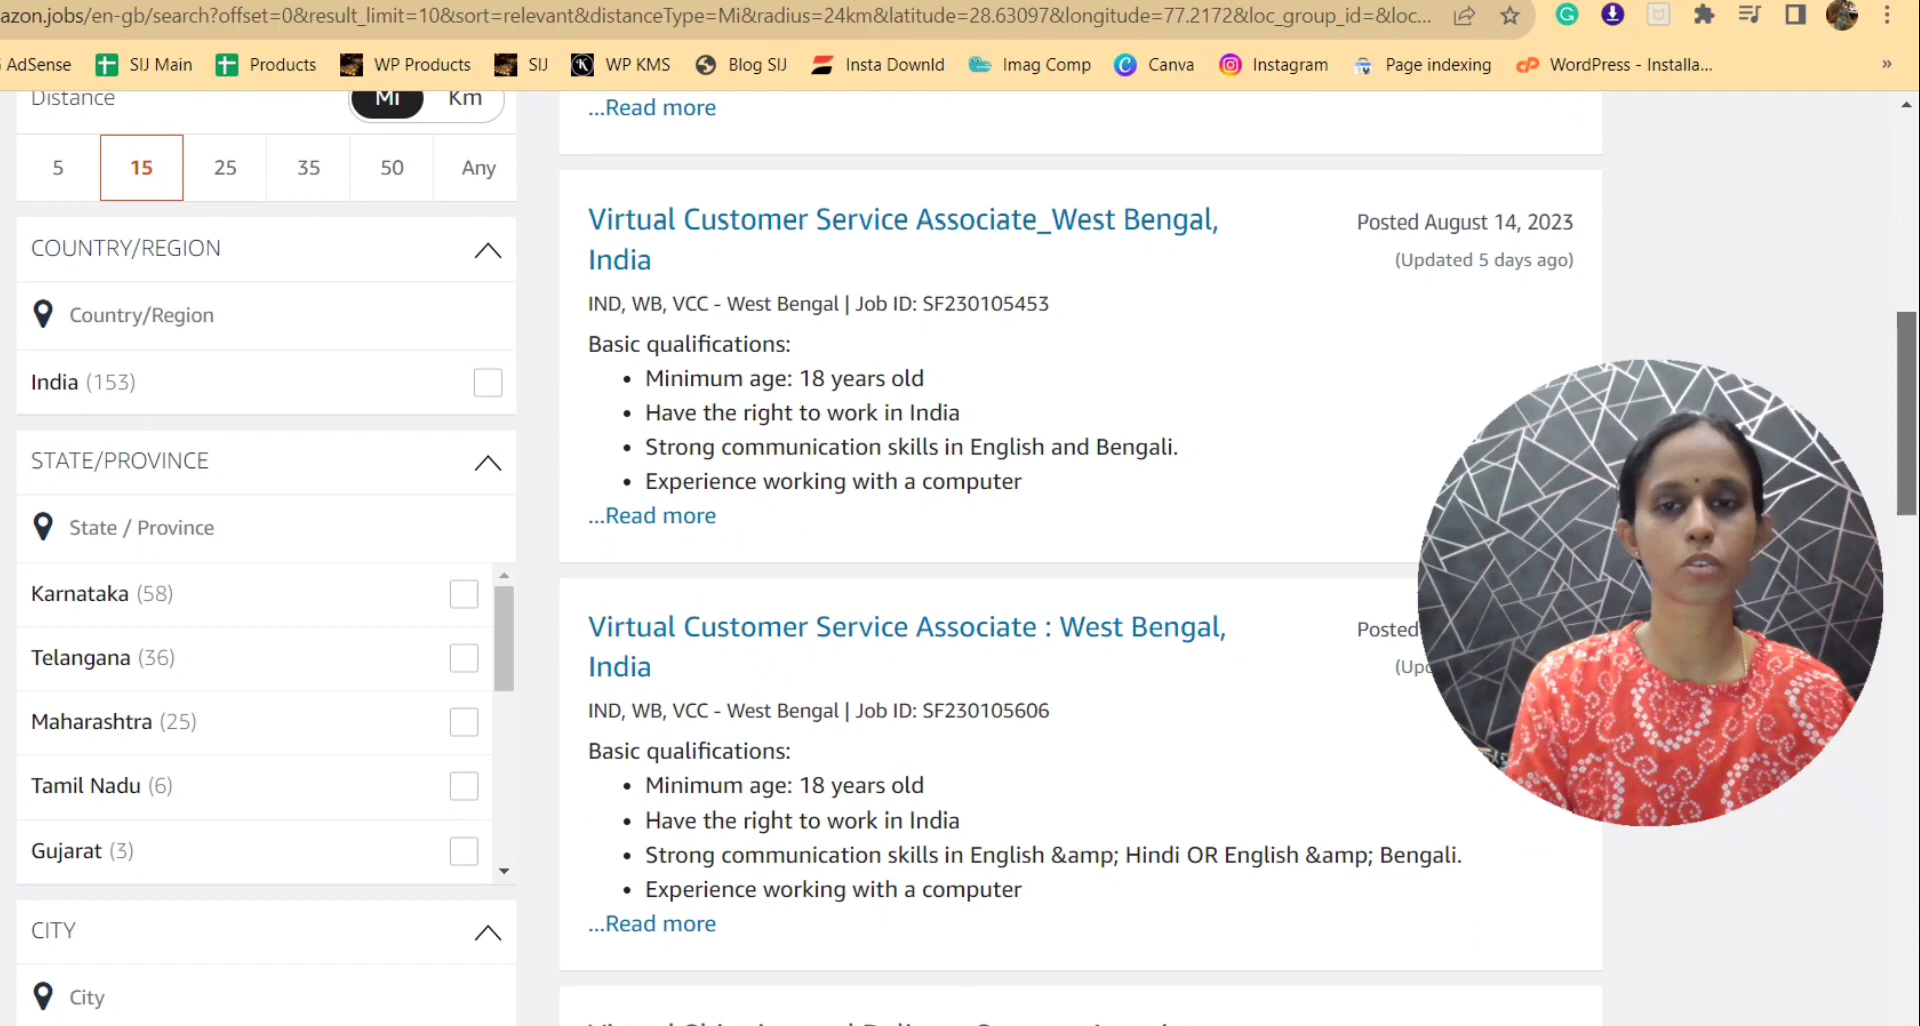 azon.jobs/en-gb/search?offset=0&result_limit=10&sort=relevant&distanceType=Mi&radius=24km&latitude=28.63097&longitude=77.2172&loc_group_id=&loc...
AdSense SIJ Main Products WP Products SIJ WP KMS Blog SIJ Insta Downld Imag Comp Canva Instagram Page indexing WordPress - Installa... »
Distance Mi Km
5 15 25 35 50 Any
COUNTRY/REGION
Country/Region
India (153)
STATE/PROVINCE
State / Province
Karnataka (58)
Telangana (36)
Maharashtra (25)
Tamil Nadu (6)
Gujarat (3)
CITY
City
...Read more
Virtual Customer Service Associate_West Bengal,
India
Posted August 14, 2023
(Updated 5 days ago)
IND, WB, VCC - West Bengal | Job ID: SF230105453
Basic qualifications:
• Minimum age: 18 years old
• Have the right to work in India
• Strong communication skills in English and Bengali.
• Experience working with a computer
...Read more
Virtual Customer Service Associate : West Bengal,
India
Posted
IND, WB, VCC - West Bengal | Job ID: SF230105606
Basic qualifications:
• Minimum age: 18 years old
• Have the right to work in India
• Strong communication skills in English &amp; Hindi OR English &amp; Bengali.
• Experience working with a computer
...Read more